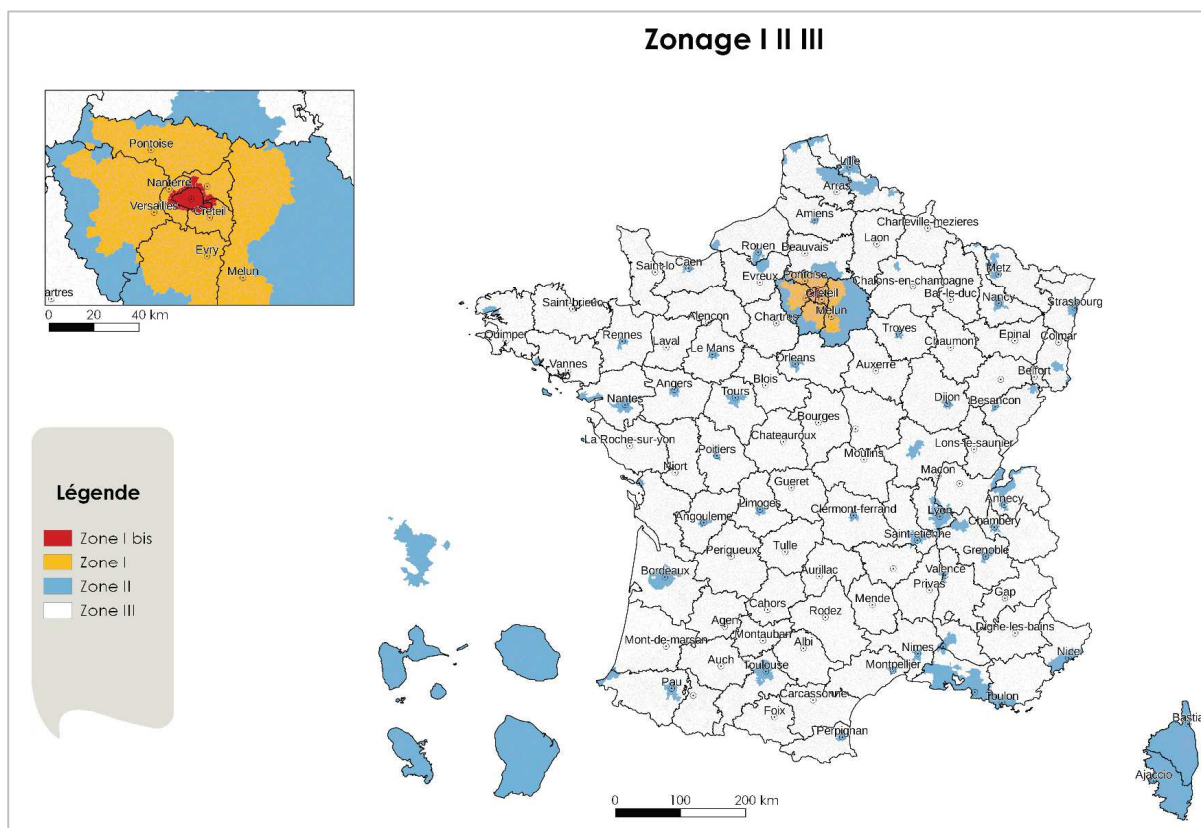 Zonage I II III
Pontoise
Nanterre
Versailles
Creteil
Evry
Melun
artres
0 20 40 km
Légende
Zone I bis
Zone I
Zone II
Zone III
Lille
Arras
Amiens
Charleville-mezieres
Rouen
Beauvais
Laon
Saint-lo
Caen
Evreux
Pontoise
Creteil
Melun
Chalons-en-champagne
Metz
Bar-le-duc
Nancy
Strasbourg
Saint-brieuc
Quimper
Alençon
Chartres
Troyes
Chaumont
Epinal
Colmar
Rennes
Laval
Le Mans
Vannes
Orleans
Auxerre
Belfort
Blois
Angers
Tours
Nantes
Dijon
Besancon
Bourges
La Roche-sur-yon
Chateauroux
Lons-le-saunier
Poitiers
Moulins
Niort
Macon
Gueret
Annecy
Limoges
Clermont-ferrand
Lyon
Angouleme
Chambery
Saint-etienne
Tulle
Perigueux
Grenoble
Bordeaux
Aurillac
Valence
Privas
Gap
Mende
Cahors
Rodez
Agen
Digne-les-bains
Mont-de-marsan
Montauban
Albi
Nimes
Nice
Auch
Toulouse
Montpellier
Pau
Carcassonne
Toulon
Foix
Perpignan
Bastia
Ajaccio
0 100 200 km